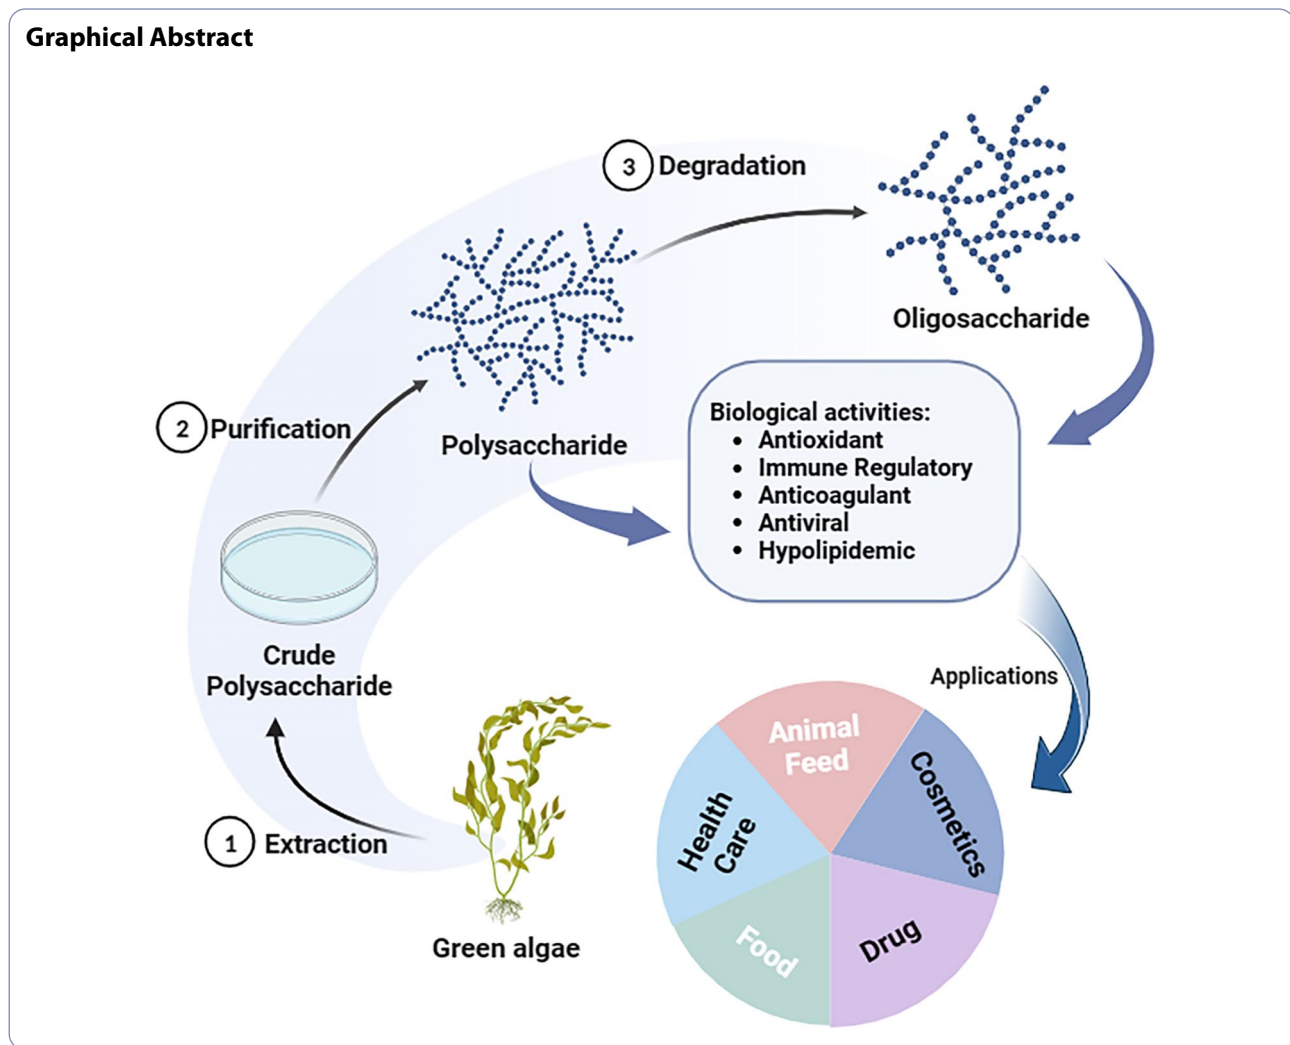 Graphical Abstract
3 Degradation
Oligosaccharide
2 Purification
Polysaccharide
Biological activities:
• Antioxidant
• Immune Regulatory
• Anticoagulant
• Antiviral
• Hypolipidemic
Crude
Polysaccharide
1 Extraction
Green algae
Applications
Animal
Feed
Cosmetics
Health
Care
Food
Drug